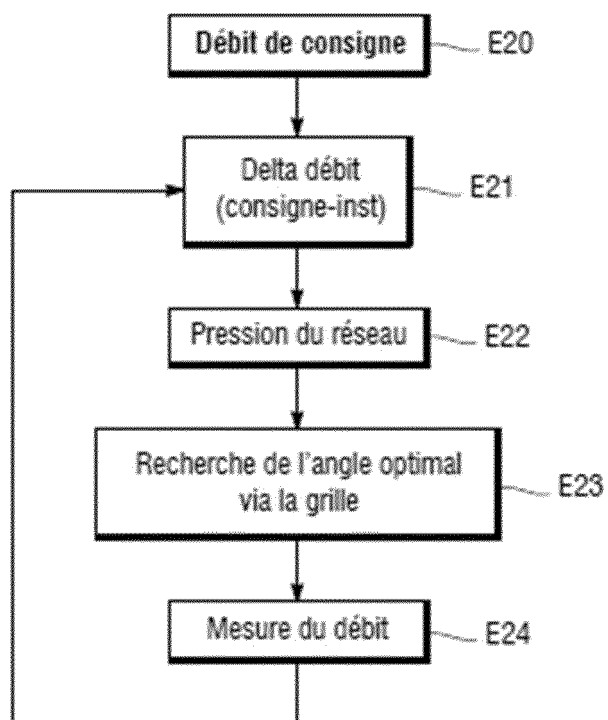 Débit de consigne
E20
Delta débit
(consigne-inst)
E21
Pression du réseau
E22
Recherche de l'angle optimal
via la grille
E23
Mesure du débit
E24